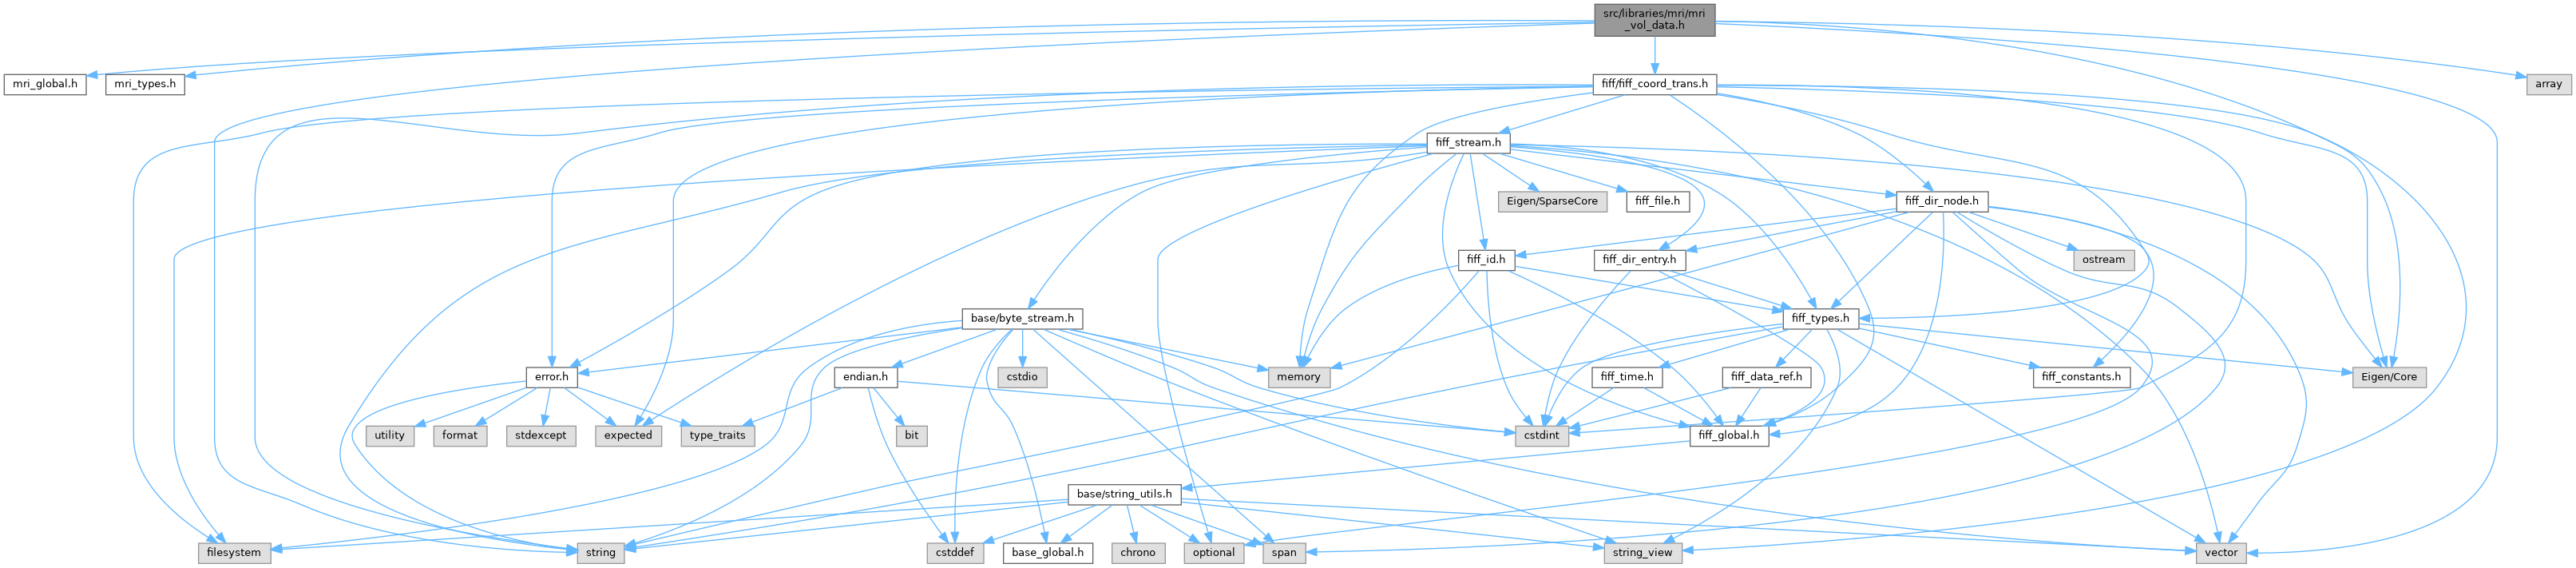 src/libraries/mri/mri
_vol_data.h
mri_global.h
mri_types.h
fiff/fiff_coord_trans.h
array
fiff_stream.h
Eigen/SparseCore
fiff_file.h
fiff_dir_node.h
fiff_id.h
fiff_dir_entry.h
ostream
base/byte_stream.h
fiff_types.h
error.h
endian.h
cstdio
memory
fiff_time.h
fiff_data_ref.h
fiff_constants.h
Eigen/Core
utility
format
stdexcept
expected
type_traits
bit
cstdint
fiff_global.h
base/string_utils.h
filesystem
string
cstddef
base_global.h
chrono
optional
span
string_view
vector